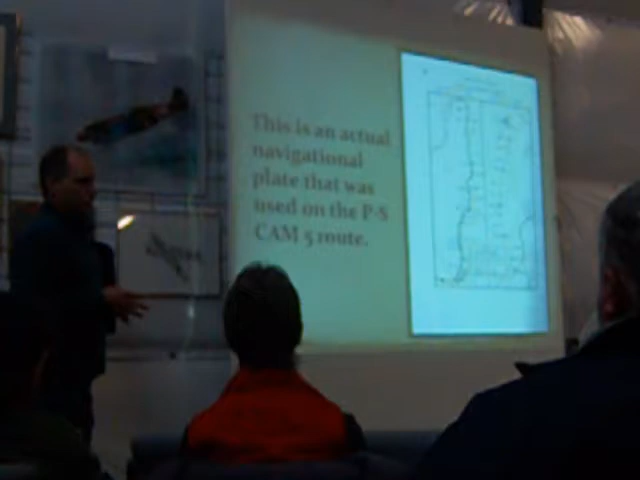 This is an actual
navigational
plate that was
used on the P-S
CAM 5 route.